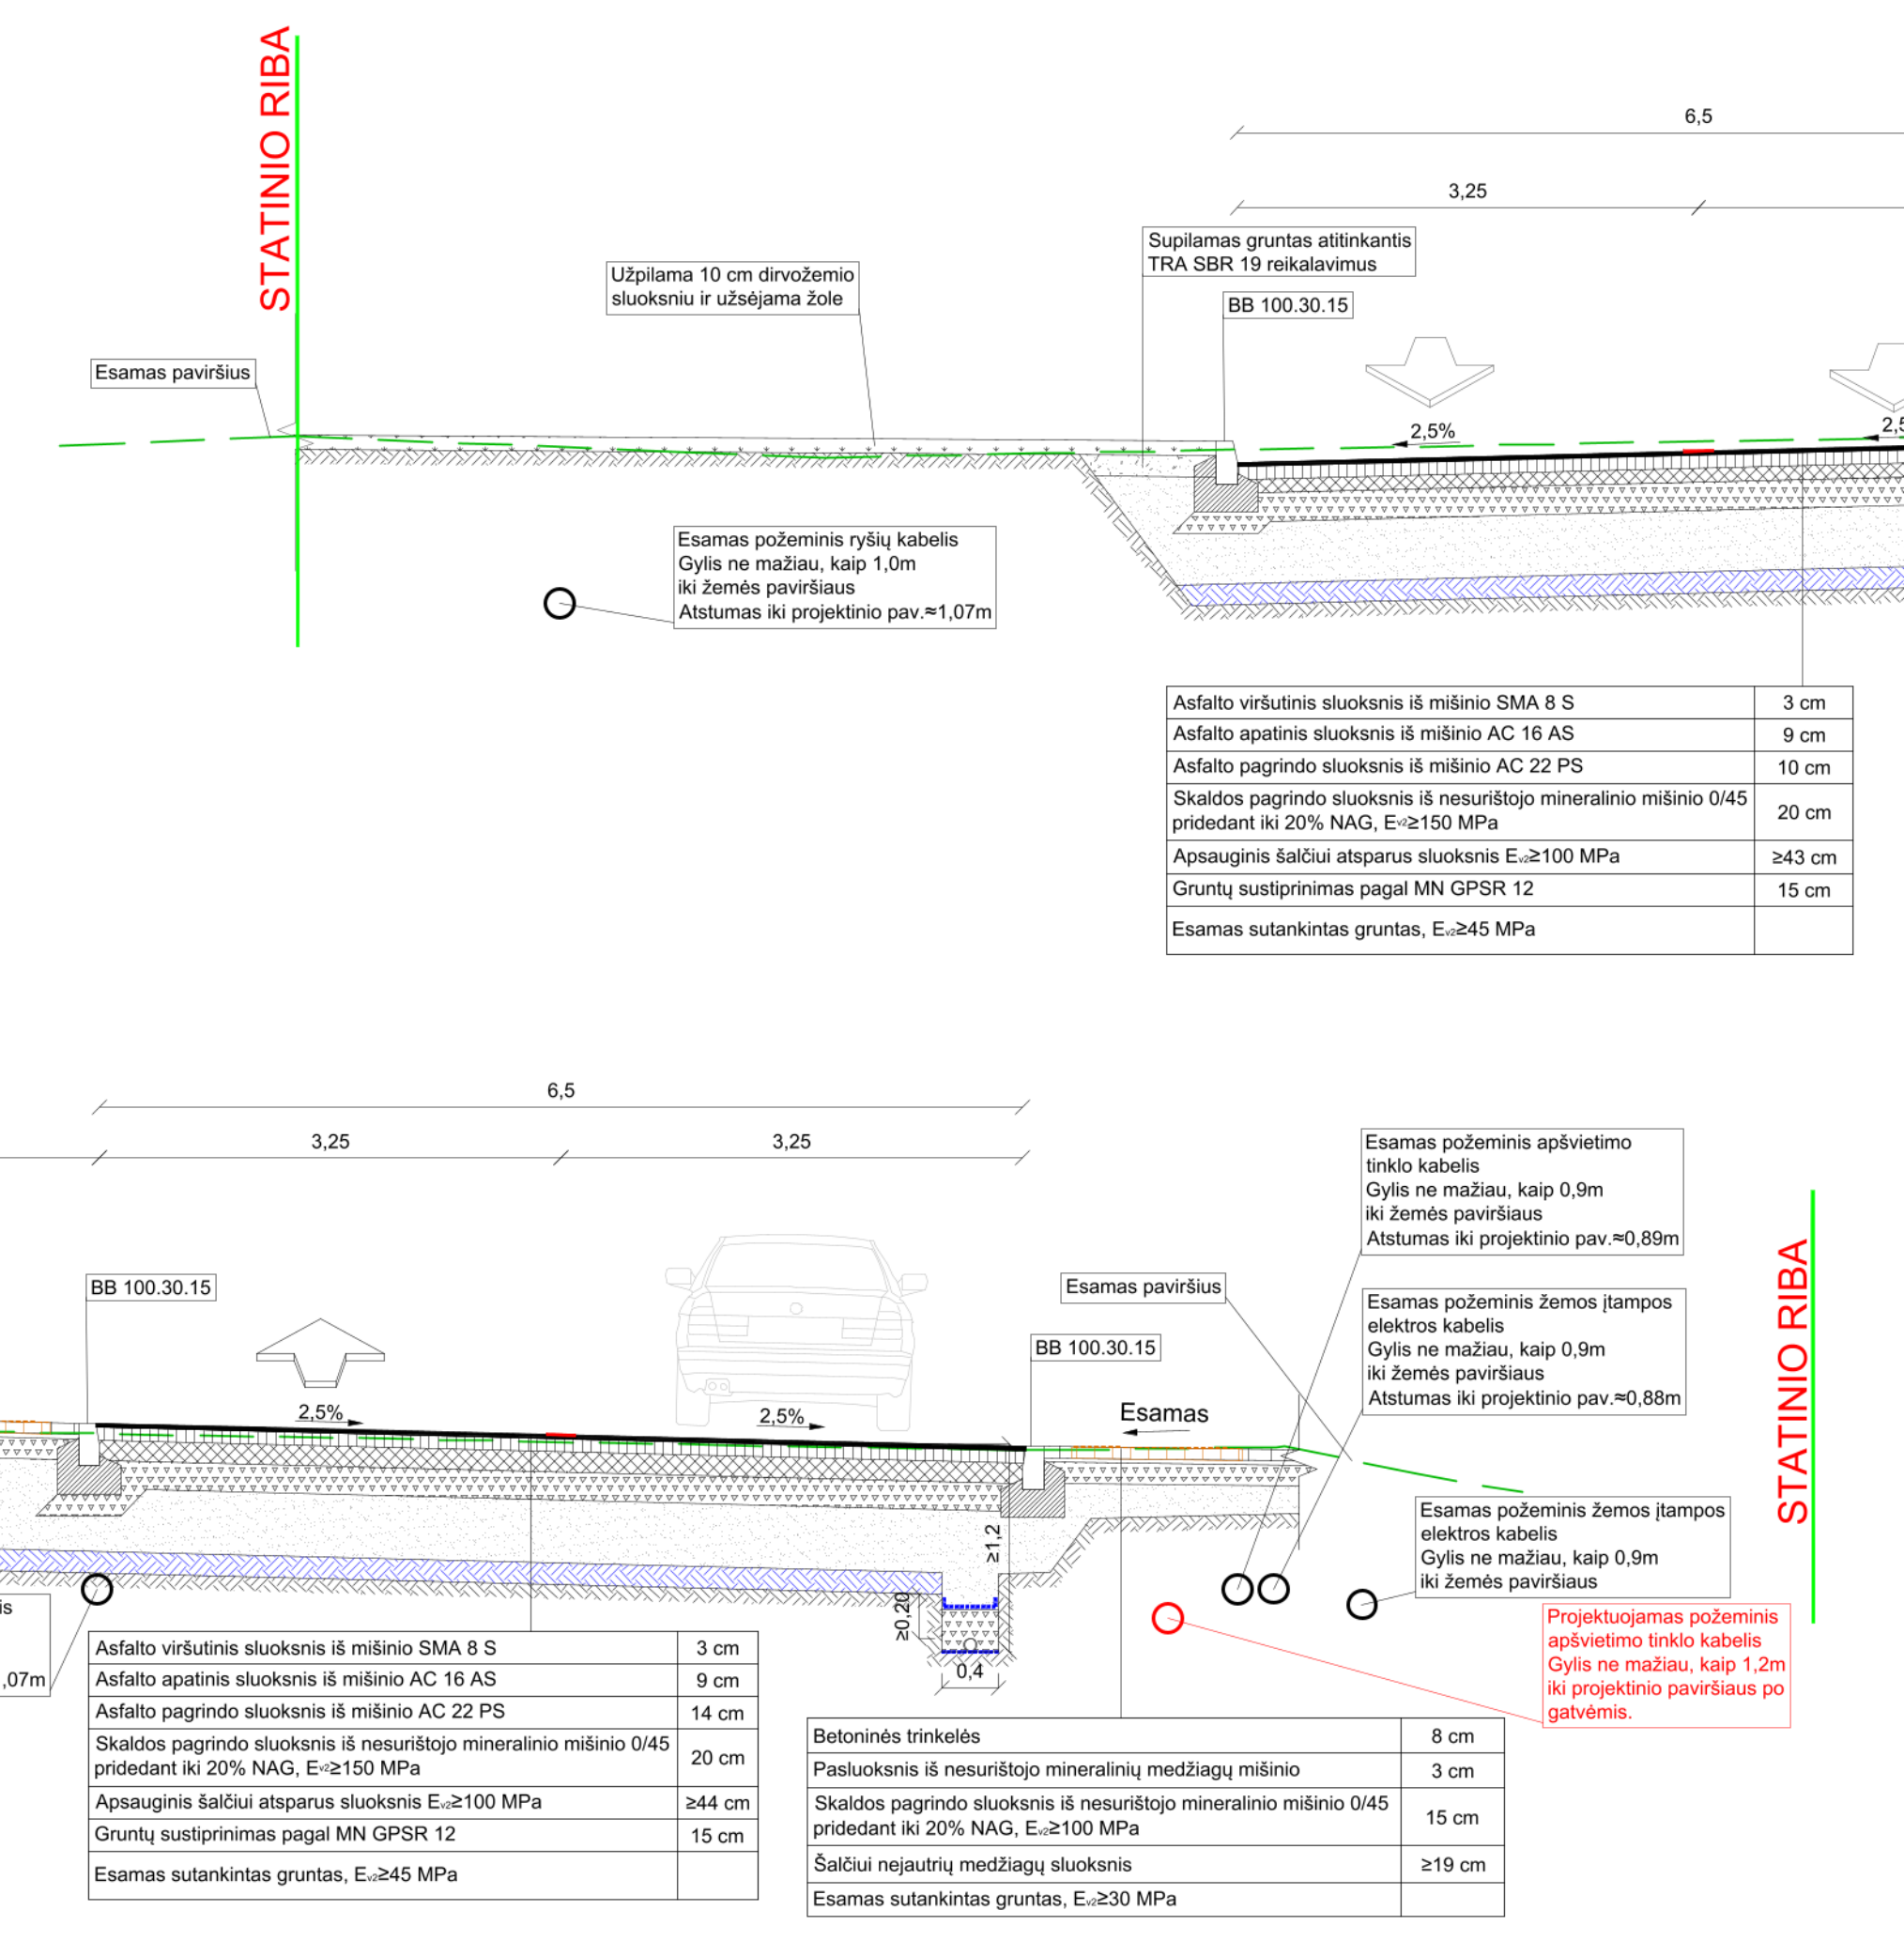 STATINIO RIBA
6,5
3,25
Supilamas gruntas atitinkantis
TRA SBR 19 reikalavimus
Užpilama 10 cm dirvožemio
sluoksniu ir užsėjama žole
BB 100.30.15
Esamas paviršius
2,5%
Esamas požeminis ryšių kabelis
Gylis ne mažiau, kaip 1,0m
iki žemės paviršiaus
Atstumas iki projektinio pav.≈1,07m
Asfalto viršutinis sluoksnis iš mišinio SMA 8 S 3 cm
Asfalto apatinis sluoksnis iš mišinio AC 16 AS 9 cm
Asfalto pagrindo sluoksnis iš mišinio AC 22 PS 10 cm
Skaldos pagrindo sluoksnis iš nesurištojo mineralinio mišinio 0/45
pridedant iki 20% NAG, Ev2≥150 MPa 20 cm
Apsauginis šalčiui atsparus sluoksnis Ev2≥100 MPa ≥43 cm
Gruntų sustiprinimas pagal MN GPSR 12 15 cm
Esamas sutankintas gruntas, Ev2≥45 MPa
6,5
3,25 3,25
Esamas požeminis apšvietimo
tinklo kabelis
Gylis ne mažiau, kaip 0,9m
iki žemės paviršiaus
Atstumas iki projektinio pav.≈0,89m
STATINIO RIBA
BB 100.30.15
Esamas paviršius
Esamas požeminis žemos įtampos
elektros kabelis
Gylis ne mažiau, kaip 0,9m
iki žemės paviršiaus
Atstumas iki projektinio pav.≈0,88m
BB 100.30.15
2,5% 2,5%
Esamas
≥1,2
≥0,20
0,4
Esamas požeminis žemos įtampos
elektros kabelis
Gylis ne mažiau, kaip 0,9m
iki žemės paviršiaus
Projektuojamas požeminis
apšvietimo tinklo kabelis
Gylis ne mažiau, kaip 1,2m
iki projektinio paviršiaus po
gatvėmis.
is
,07m
Asfalto viršutinis sluoksnis iš mišinio SMA 8 S 3 cm
Asfalto apatinis sluoksnis iš mišinio AC 16 AS 9 cm
Asfalto pagrindo sluoksnis iš mišinio AC 22 PS 14 cm
Skaldos pagrindo sluoksnis iš nesurištojo mineralinio mišinio 0/45
pridedant iki 20% NAG, Ev2≥150 MPa 20 cm
Apsauginis šalčiui atsparus sluoksnis Ev2≥100 MPa ≥44 cm
Gruntų sustiprinimas pagal MN GPSR 12 15 cm
Esamas sutankintas gruntas, Ev2≥45 MPa
Betoninės trinkelės 8 cm
Pasluoksnis iš nesurištojo mineralinių medžiagų mišinio 3 cm
Skaldos pagrindo sluoksnis iš nesurištojo mineralinio mišinio 0/45
pridedant iki 20% NAG, Ev2≥100 MPa 15 cm
Šalčiui nejautrių medžiagų sluoksnis ≥19 cm
Esamas sutankintas gruntas, Ev2≥30 MPa